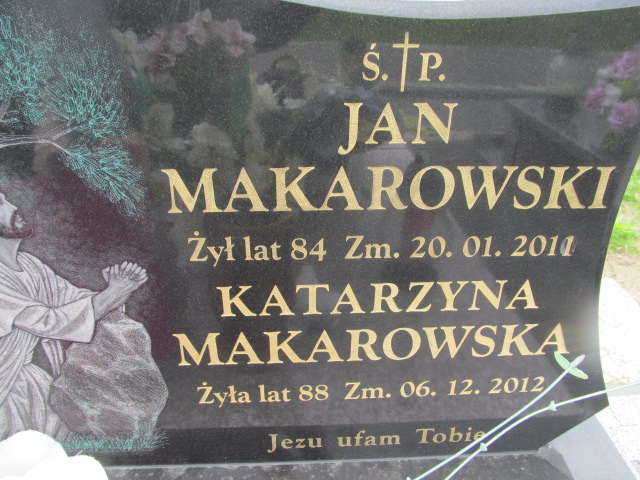 Ś. P.
JAN
MAKAROWSKI
Żył lat 84 Zm. 20. 01. 2011
KATARZYNA
MAKAROWSKA
Żyła lat 88 Zm. 06. 12. 2012
Jezu ufam Tobie